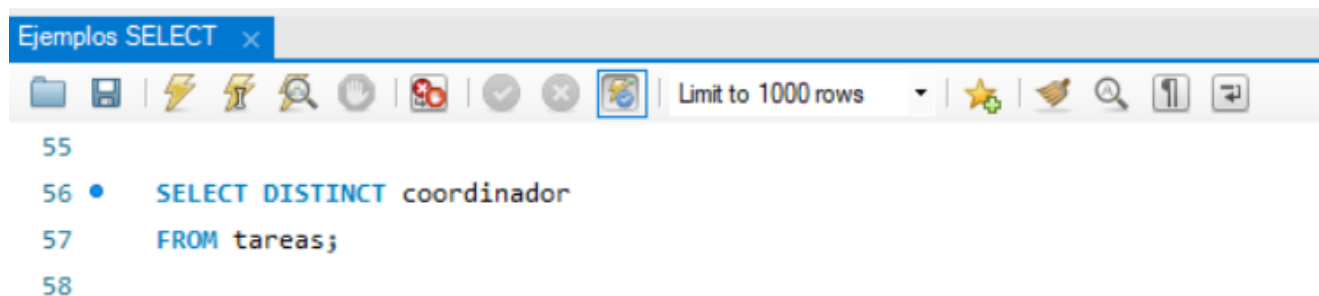 Ejemplos SELECT
Limit to 1000 rows
55
56 SELECT DISTINCT coordinador
57 FROM tareas;
58